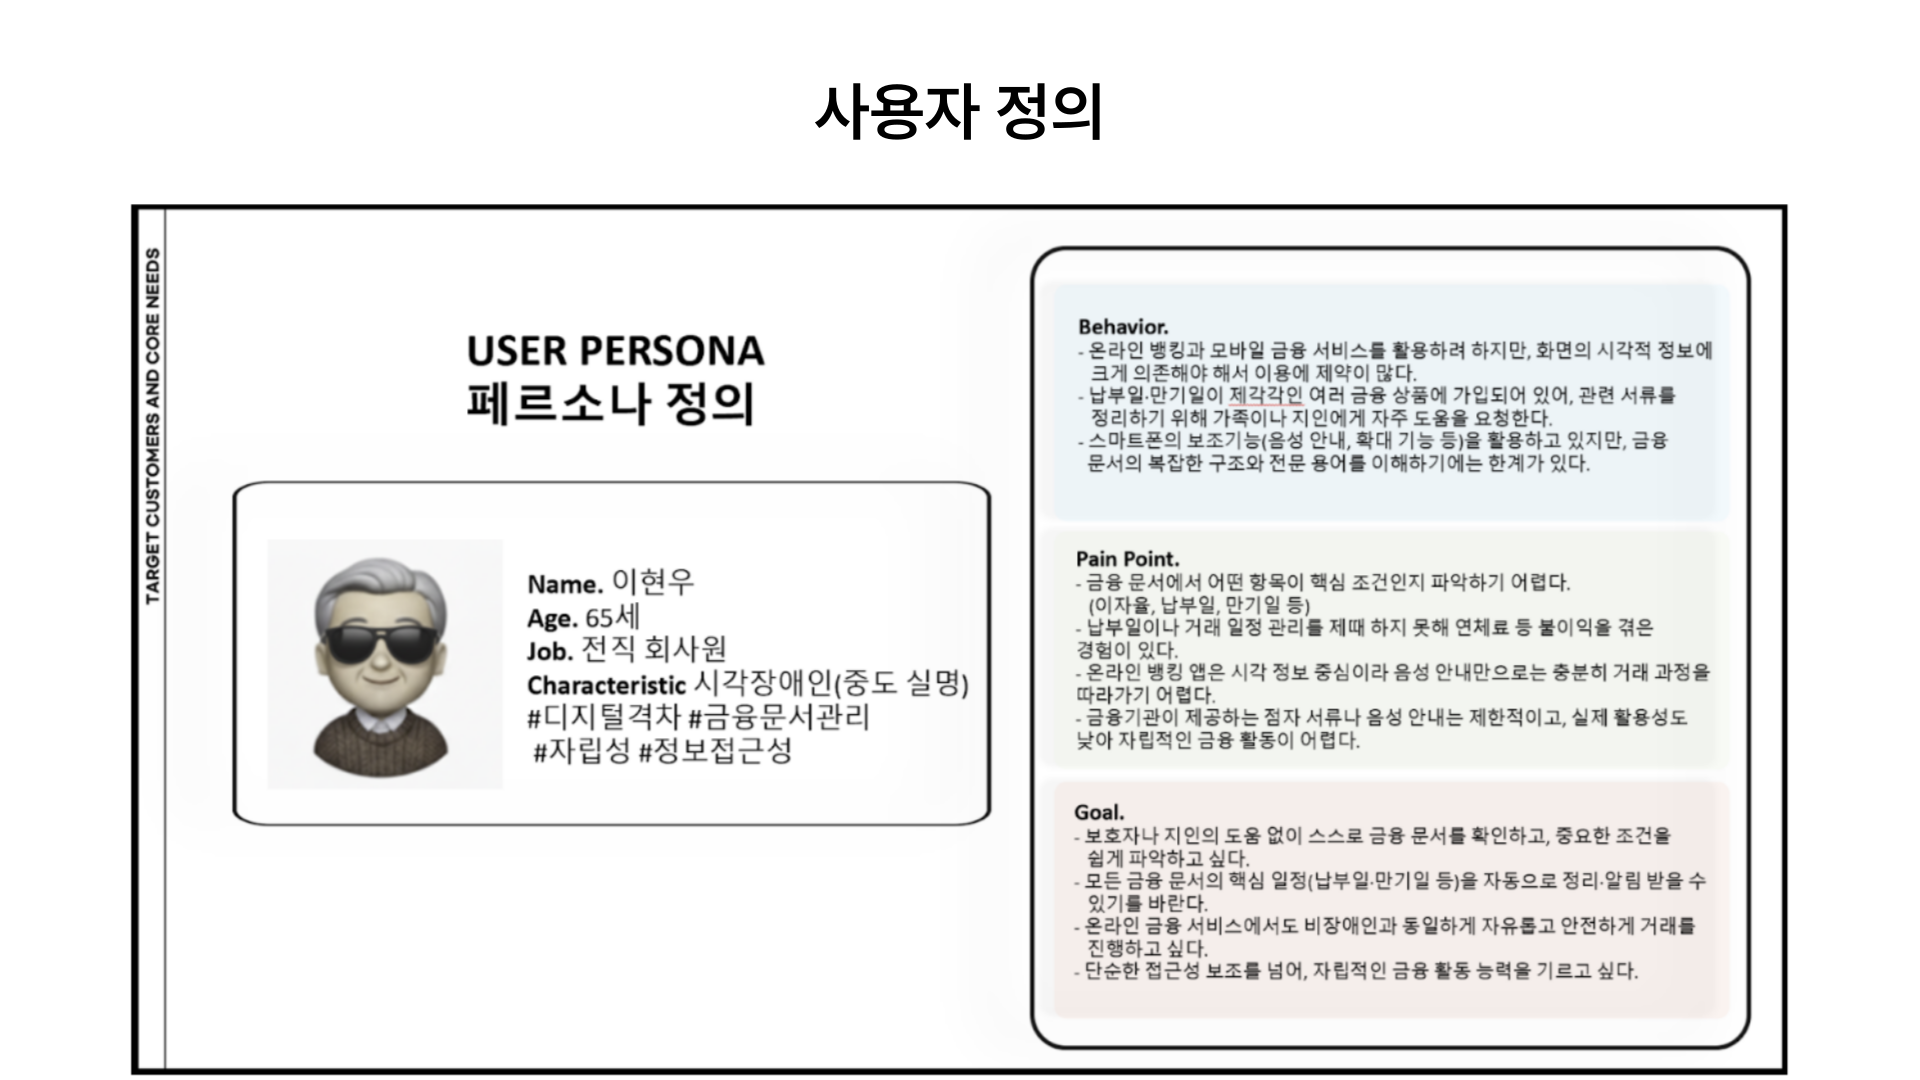 사용자 정의
TARGET CUSTOMERS AND CORE NEEDS
USER PERSONA
페르소나 정의
Name. 이현우
Age. 65세
Job. 전직 회사원
Characteristic 시각장애인(중도 실명)
#디지털격차 #금융문서관리
#자립성 #정보접근성
Behavior.
- 온라인 뱅킹과 모바일 금융 서비스를 활용하려 하지만, 화면의 시각적 정보에
크게 의존해야 해서 이용에 제약이 많다.
- 납부일·만기일이 제각각인 여러 금융 상품에 가입되어 있어, 관련 서류를
정리하기 위해 가족이나 지인에게 자주 도움을 요청한다.
- 스마트폰의 보조기능(음성 안내, 확대 기능 등)을 활용하고 있지만, 금융
문서의 복잡한 구조와 전문 용어를 이해하기에는 한계가 있다.
Pain Point.
- 금융 문서에서 어떤 항목이 핵심 조건인지 파악하기 어렵다.
(이자율, 납부일, 만기일 등)
- 납부일이나 거래 일정 관리를 제때 하지 못해 연체료 등 불이익을 겪은
경험이 있다.
- 온라인 뱅킹 앱은 시각 정보 중심이라 음성 안내만으로는 충분히 거래 과정을
따라가기 어렵다.
- 금융기관이 제공하는 점자 서류나 음성 안내는 제한적이고, 실제 활용성도
낮아 자립적인 금융 활동이 어렵다.
Goal.
- 보호자나 지인의 도움 없이 스스로 금융 문서를 확인하고, 중요한 조건을
쉽게 파악하고 싶다.
- 모든 금융 문서의 핵심 일정(납부일·만기일 등)을 자동으로 정리·알림 받을 수
있기를 바란다.
- 온라인 금융 서비스에서도 비장애인과 동일하게 자유롭고 안전하게 거래를
진행하고 싶다.
- 단순한 접근성 보조를 넘어, 자립적인 금융 활동 능력을 기르고 싶다.